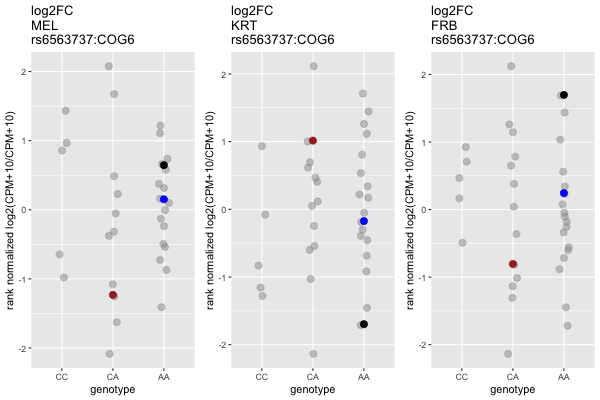 log2FC
MEL
rs6563737:COG6
rank normalized log2(CPM+10/CPM+10)
2
1
0
-1
-2
CC
CA
AA
genotype
log2FC
KRT
rs6563737:COG6
rank normalized log2(CPM+10/CPM+10)
2
1
0
-1
-2
CC
CA
AA
genotype
log2FC
FRB
rs6563737:COG6
rank normalized log2(CPM+10/CPM+10)
2
1
0
-1
-2
CC
CA
AA
genotype